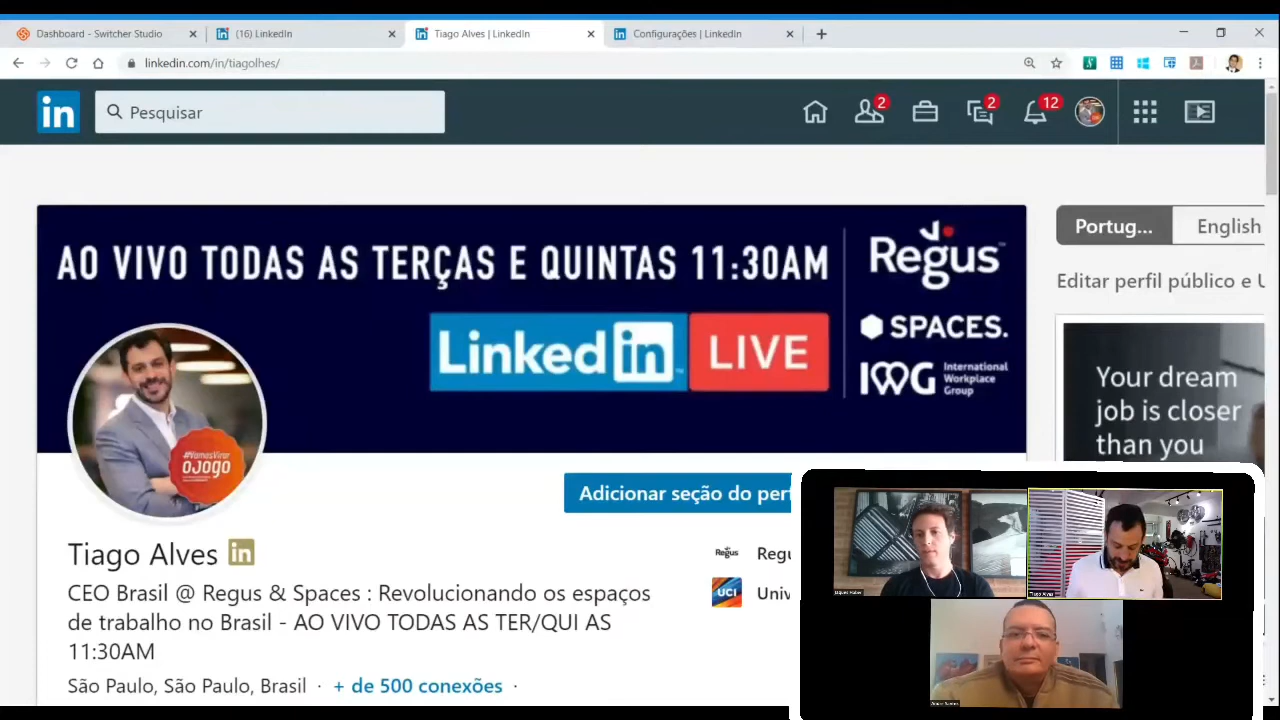 Dashboard - Switcher Studio
(16) LinkedIn
Tiago Alves | LinkedIn
Configurações | LinkedIn
linkedin.com/in/tiagolhes/
in
Pesquisar
2
2
12
AO VIVO TODAS AS TERÇAS E QUINTAS 11:30AM
Linked in LIVE
Regus
SPACES.
IWG International
Workplace
Group
#VamosVirar
OJOGO
Portug...
English
Editar perfil público e U
Your dream
job is closer
than you
Adicionar seção do perf
Tiago Alves in
Regus
Regu
CEO Brasil @ Regus & Spaces : Revolucionando os espaços
de trabalho no Brasil - AO VIVO TODAS AS TER/QUI AS
11:30AM
UCI
Univ
São Paulo, São Paulo, Brasil · + de 500 conexões ·
Tiago Alves